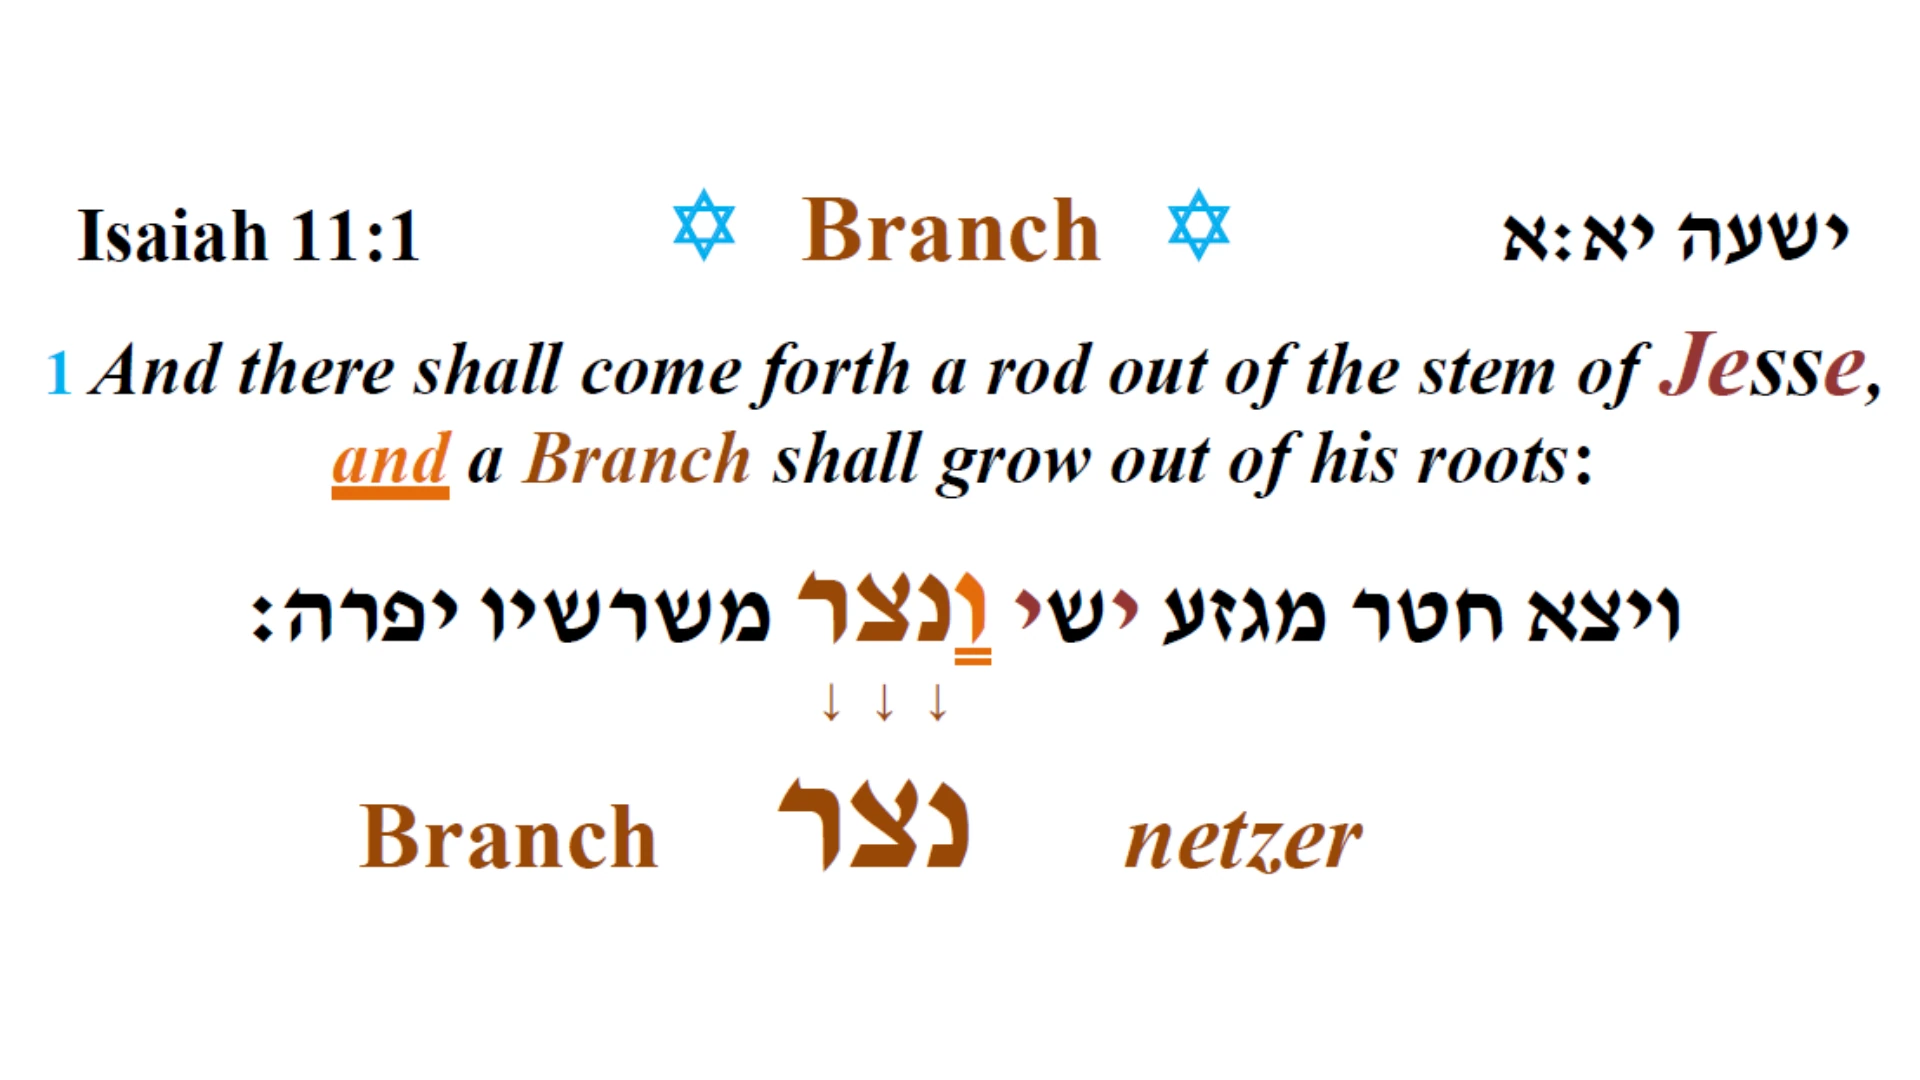 Isaiah 11:1 ✡ Branch ✡ ישעה יא:א
1 And there shall come forth a rod out of the stem of Jesse,
and a Branch shall grow out of his roots:
ויצא חטר מגזע ישי ונצר משרשיו יפרה:
↓ ↓ ↓
Branch נצר netzer